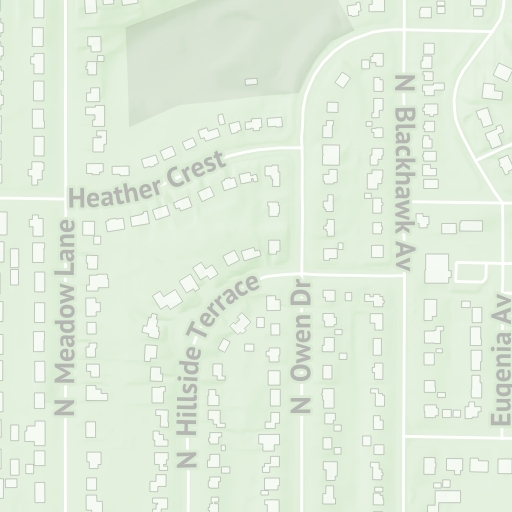 N Blackhawk Av
Heather Crest
N Meadow Lane
N Hillside Terrace
N Owen Dr
Eugenia Av